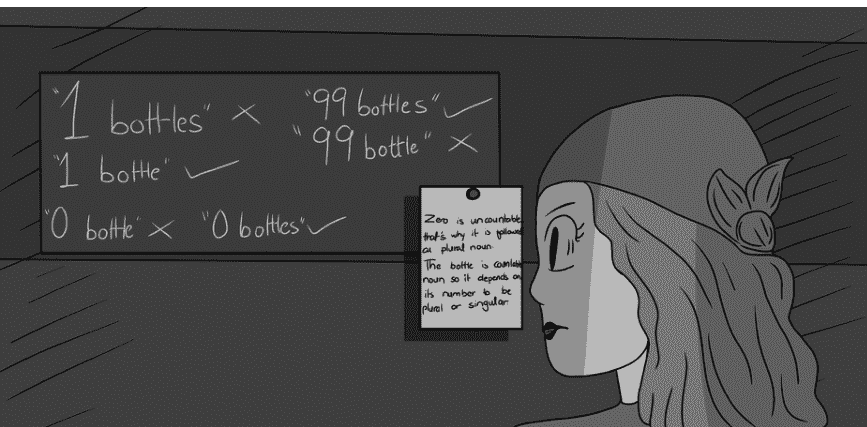 "1 bottles" ×
"1 bottle" ✓
"0 bottle" × "0 bottles" ✓
"99 bottles" ✓
"99 bottle" ×
Zero is uncountable
that's why it is followed
as plural noun.
The bottle is countable
noun so it depends on
its number to be
plural or singular